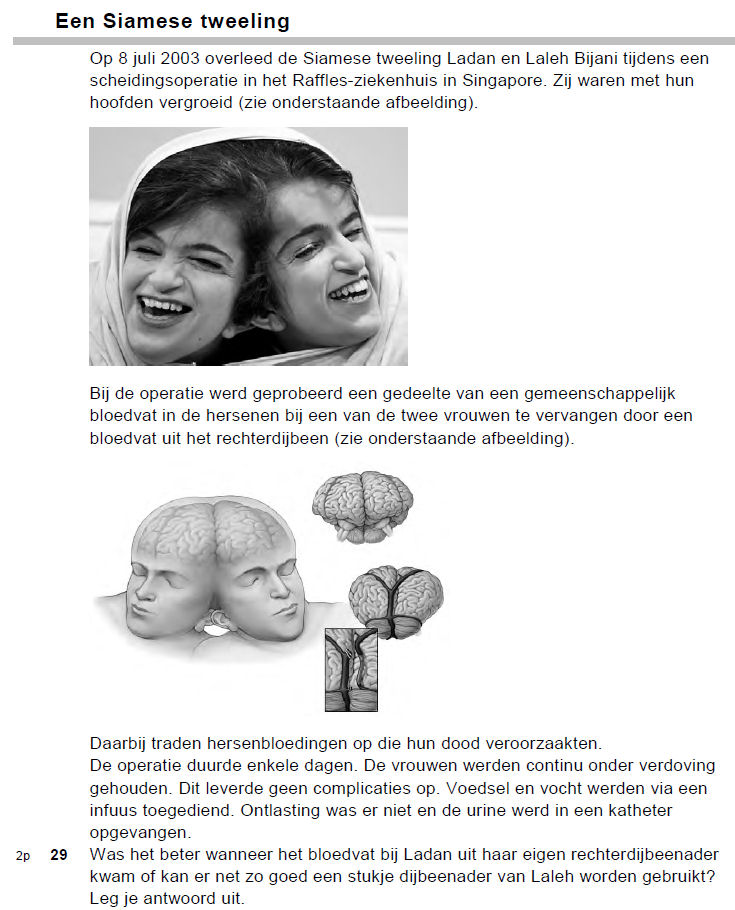 Een Siamese tweeling
Op 8 juli 2003 overleed de Siamese tweeling Ladan en Laleh Bijani tijdens een
scheidingsoperatie in het Raffles-ziekenhuis in Singapore. Zij waren met hun
hoofden vergroeid (zie onderstaande afbeelding).
Bij de operatie werd geprobeerd een gedeelte van een gemeenschappelijk
bloedvat in de hersenen bij een van de twee vrouwen te vervangen door een
bloedvat uit het rechterdijbeen (zie onderstaande afbeelding).
Daarbij traden hersenbloedingen op die hun dood veroorzaakten.
De operatie duurde enkele dagen. De vrouwen werden continu onder verdoving
gehouden. Dit leverde geen complicaties op. Voedsel en vocht werden via een
infuus toegediend. Ontlasting was er niet en de urine werd in een katheter
opgevangen.
2p 29 Was het beter wanneer het bloedvat bij Ladan uit haar eigen rechterdijbeenader
kwam of kan er net zo goed een stukje dijbeenader van Laleh worden gebruikt?
Leg je antwoord uit.